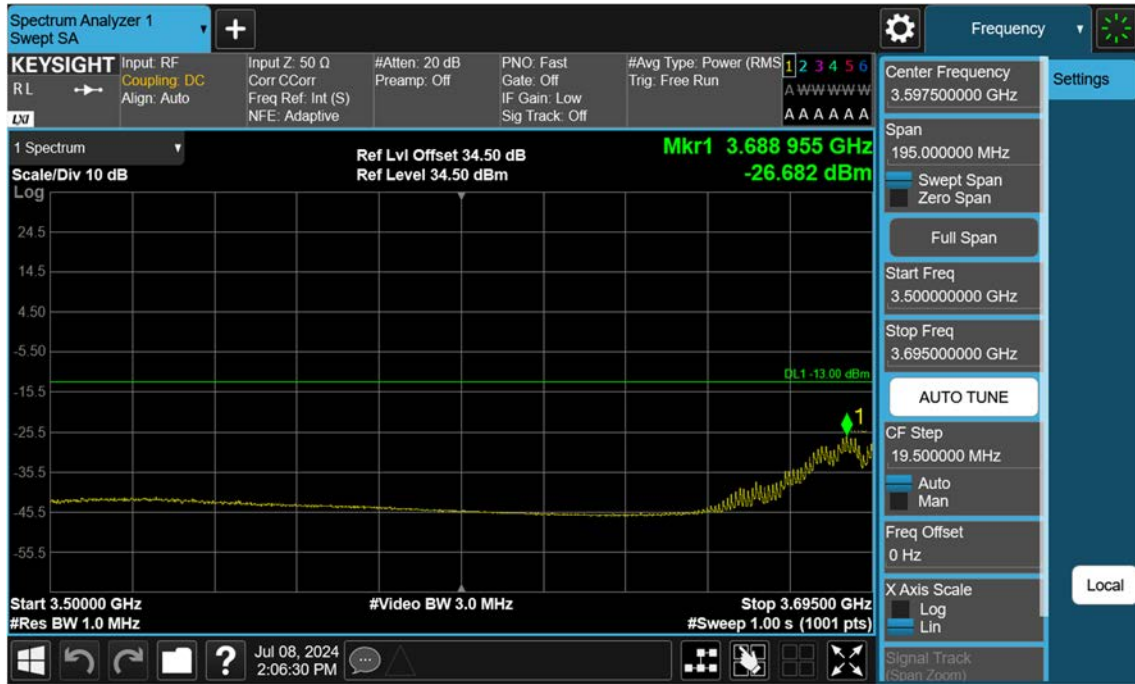 Spectrum Analyzer 1
Swept SA
Frequency
KEYSIGHT
RL
LXI
Input: RF
Coupling: DC
Align: Auto
Input Z: 50 Ω
Corr CCorr
Freq Ref: Int (S)
NFE: Adaptive
#Atten: 20 dB
Preamp: Off
PNO: Fast
Gate: Off
IF Gain: Low
Sig Track: Off
#Avg Type: Power (RMS
Trig: Free Run
1 2 3 4 5 6
A W W W W W
A A A A A A
1 Spectrum
Scale/Div 10 dB
Ref Lvl Offset 34.50 dB
Ref Level 34.50 dBm
Mkr1 3.688 955 GHz
-26.682 dBm
Log
24.5
14.5
4.50
-5.50
DL1 -13.00 dBm
-15.5
1
-25.5
-35.5
-45.5
-55.5
Start 3.50000 GHz
#Video BW 3.0 MHz
Stop 3.69500 GHz
#Res BW 1.0 MHz
#Sweep 1.00 s (1001 pts)
?
Jul 08, 2024
2:06:30 PM
Center Frequency
3.597500000 GHz
Span
195.000000 MHz
Swept Span
Zero Span
Full Span
Start Freq
3.500000000 GHz
Stop Freq
3.695000000 GHz
AUTO TUNE
CF Step
19.500000 MHz
Auto
Man
Freq Offset
0 Hz
X Axis Scale
Log
Lin
Signal Track
(Span Zoom)
Settings
Local